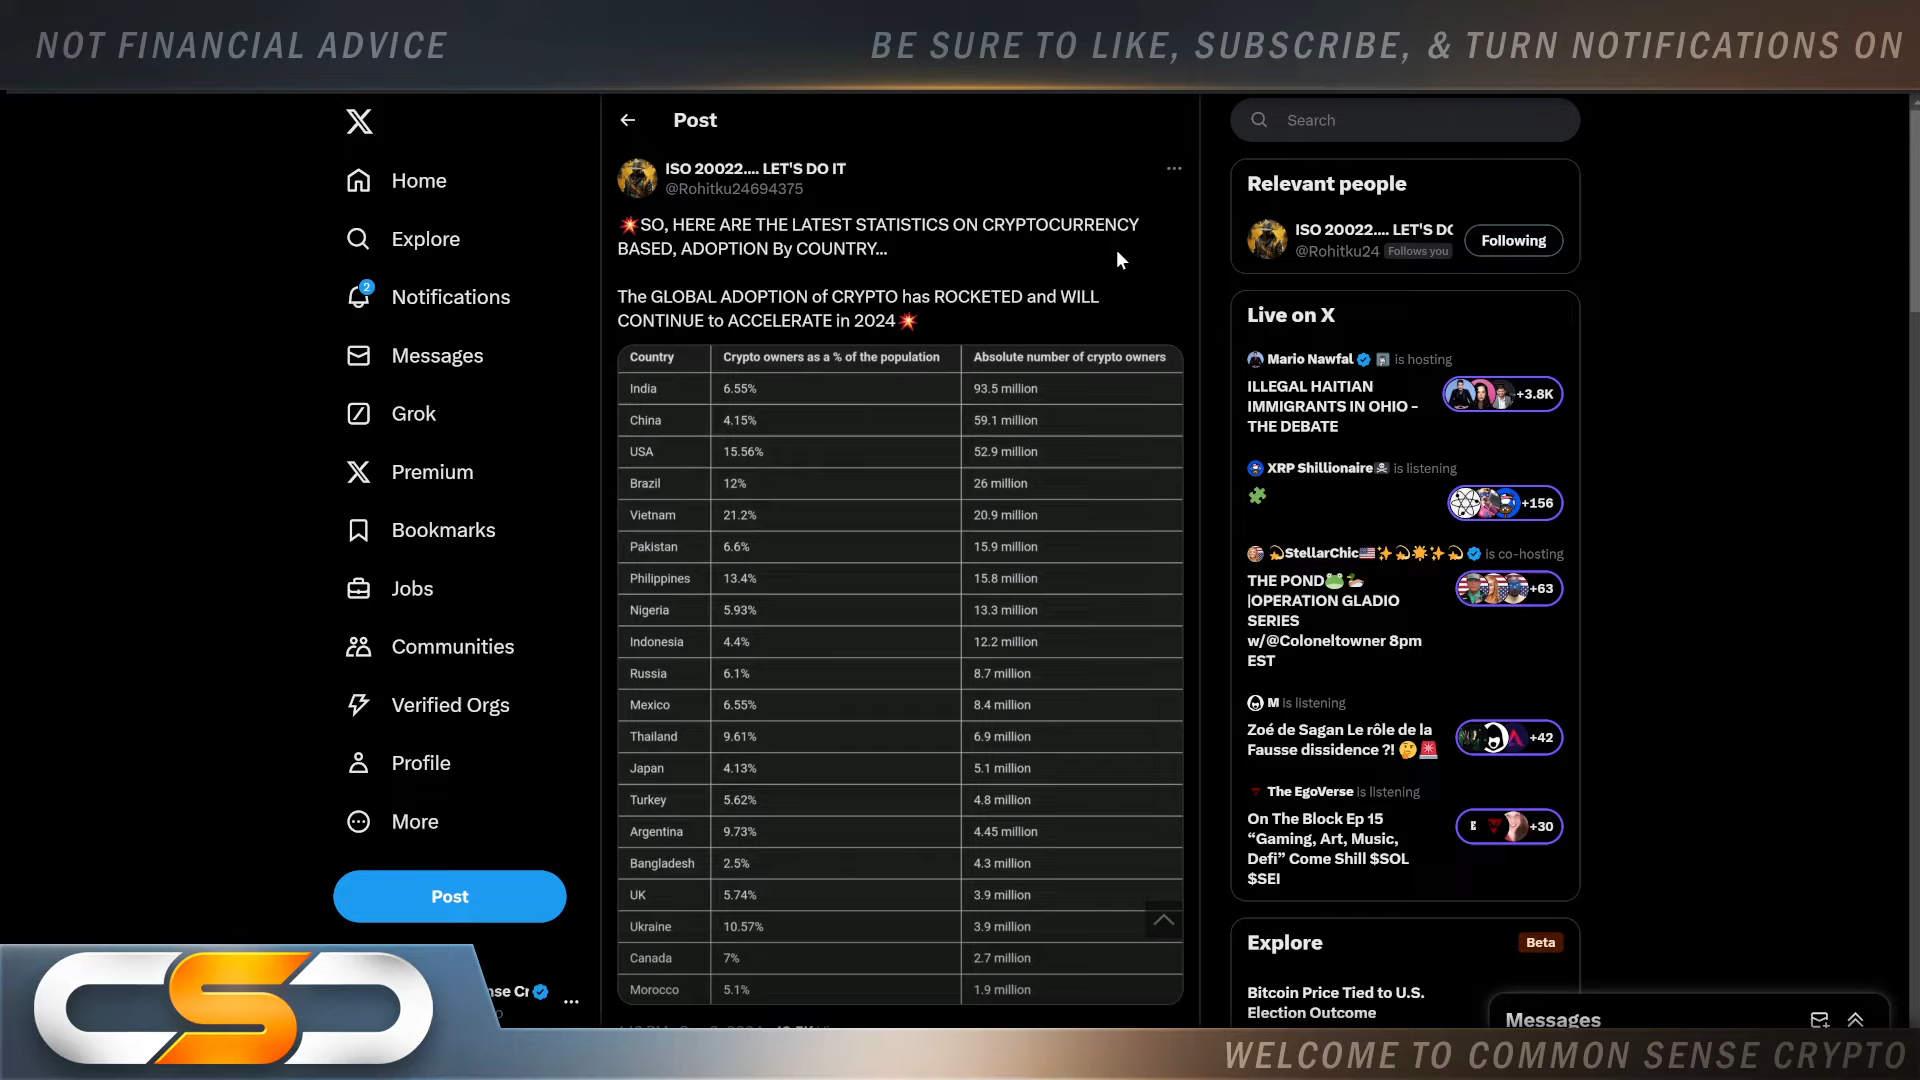 NOT FINANCIAL ADVICE
BE SURE TO LIKE, SUBSCRIBE, & TURN NOTIFICATIONS ON
Home
Explore
2
Notifications
Messages
Grok
Premium
Bookmarks
Jobs
Communities
Verified Orgs
Profile
More
Post
nse Cr
Post
ISO 20022.... LET'S DO IT
@Rohitku24694375
💥SO, HERE ARE THE LATEST STATISTICS ON CRYPTOCURRENCY
BASED, ADOPTION By COUNTRY...
The GLOBAL ADOPTION of CRYPTO has ROCKETED and WILL
CONTINUE to ACCELERATE in 2024💥
Country Crypto owners as a % of the population Absolute number of crypto owners
India 6.55% 93.5 million
China 4.15% 59.1 million
USA 15.56% 52.9 million
Brazil 12% 26 million
Vietnam 21.2% 20.9 million
Pakistan 6.6% 15.9 million
Philippines 13.4% 15.8 million
Nigeria 5.93% 13.3 million
Indonesia 4.4% 12.2 million
Russia 6.1% 8.7 million
Mexico 6.55% 8.4 million
Thailand 9.61% 6.9 million
Japan 4.13% 5.1 million
Turkey 5.62% 4.8 million
Argentina 9.73% 4.45 million
Bangladesh 2.5% 4.3 million
UK 5.74% 3.9 million
Ukraine 10.57% 3.9 million
Canada 7% 2.7 million
Morocco 5.1% 1.9 million
Search
Relevant people
ISO 20022.... LET'S DO
@Rohitku24 Follows you
Following
Live on X
Mario Nawfal is hosting
ILLEGAL HAITIAN
IMMIGRANTS IN OHIO -
THE DEBATE
+3.8K
XRP Shillionaire is listening
+156
StellarChic is co-hosting
THE POND🐸🦆
|OPERATION GLADIO
SERIES
w/@Coloneltowner 8pm
EST
+63
M is listening
Zoé de Sagan Le rôle de la
Fausse dissidence ?! 🤔🚨
+42
The EgoVerse is listening
On The Block Ep 15
“Gaming, Art, Music,
Defi” Come Shill $SOL
$SEI
+30
Explore
Beta
Bitcoin Price Tied to U.S.
Election Outcome
Messages
CSC
WELCOME TO COMMON SENSE CRYPTO